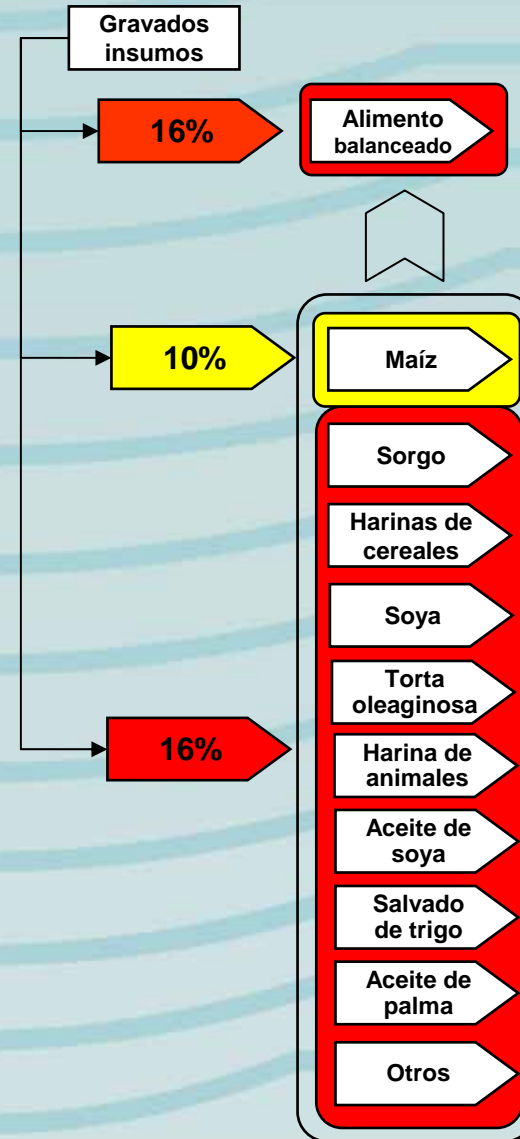 Gravados
insumos
16%
Alimento
balanceado
10%
Maíz
Sorgo
Harinas de
cereales
Soya
Torta
oleaginosa
16%
Harina de
animales
Aceite de
soya
Salvado
de trigo
Aceite de
palma
Otros